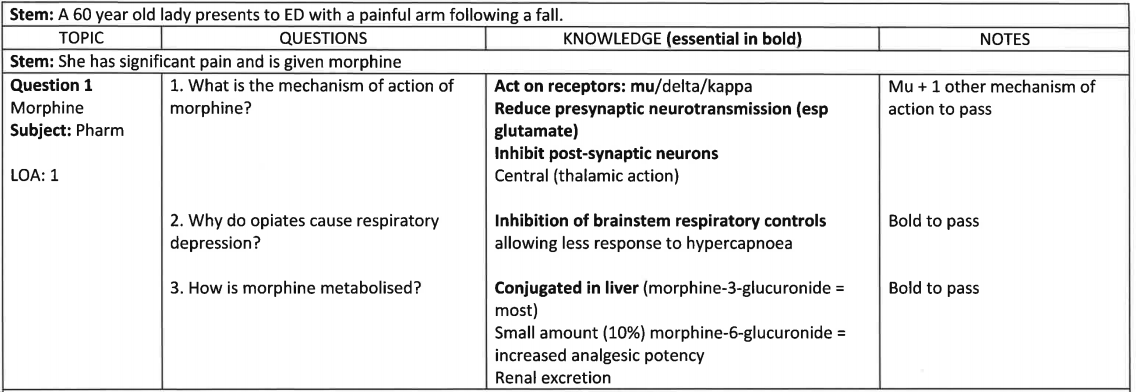 Stem: A 60 year old lady presents to ED with a painful arm following a fall.
TOPIC QUESTIONS KNOWLEDGE (essential in bold) NOTES
Stem: She has significant pain and is given morphine
Question 1
Morphine
Subject: Pharm
LOA: 1
1. What is the mechanism of action of
morphine?
Act on receptors: mu/delta/kappa
Reduce presynaptic neurotransmission (esp
glutamate)
Inhibit post-synaptic neurons
Central (thalamic action)
Mu + 1 other mechanism of
action to pass
2. Why do opiates cause respiratory
depression?
Inhibition of brainstem respiratory controls
allowing less response to hypercapnoea
Bold to pass
3. How is morphine metabolised?
Conjugated in liver (morphine-3-glucuronide =
most)
Small amount (10%) morphine-6-glucuronide =
increased analgesic potency
Renal excretion
Bold to pass